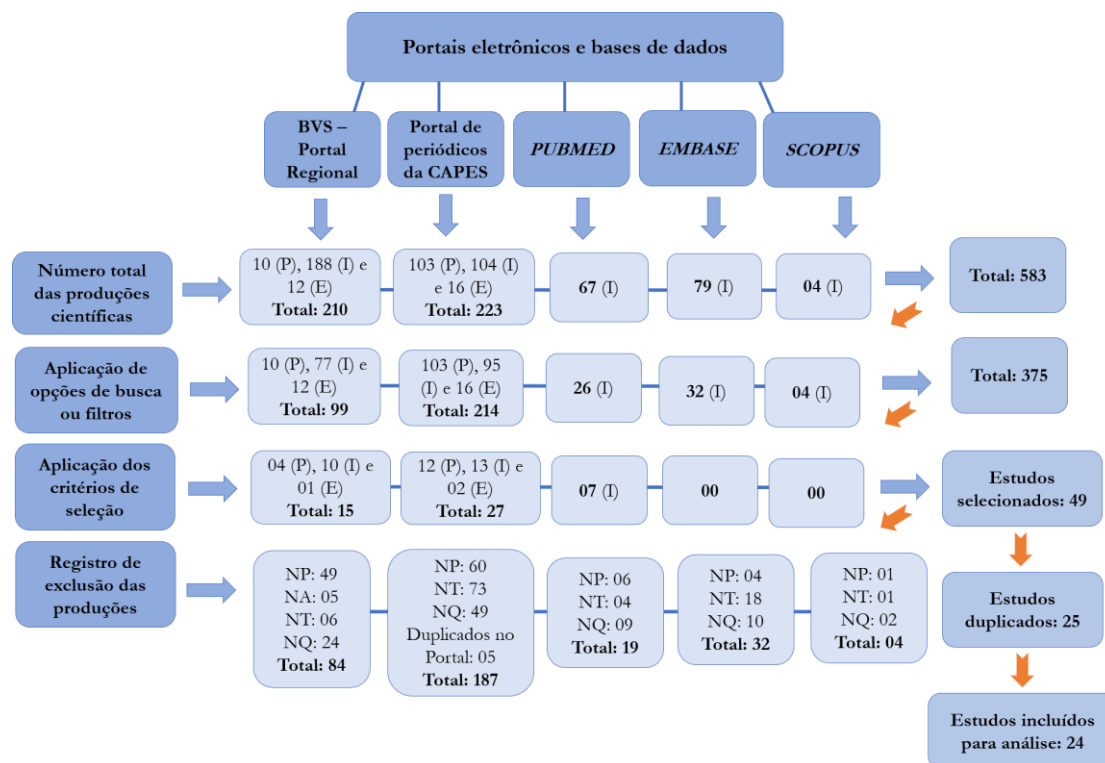 Portais eletrônicos e bases de dados
BVS –
Portal
Regional
Portal de
periódicos
da CAPES
PUBMED
EMBASE
SCOPUS
Número total
das produções
científicas
10 (P), 188 (I) e
12 (E)
Total: 210
103 (P), 104 (I)
e 16 (E)
Total: 223
67 (I)
79 (I)
04 (I)
Total: 583
Aplicação de
opções de busca
ou filtros
10 (P), 77 (I) e
12 (E)
Total: 99
103 (P), 95
(I) e 16 (E)
Total: 214
26 (I)
32 (I)
04 (I)
Total: 375
Aplicação dos
critérios de
seleção
04 (P), 10 (I) e
01 (E)
Total: 15
12 (P), 13 (I) e
02 (E)
Total: 27
07 (I)
00
00
Estudos
selecionados: 49
Registro de
exclusão das
produções
NP: 49
NA: 05
NT: 06
NQ: 24
Total: 84
NP: 60
NT: 73
NQ: 49
Duplicados no
Portal: 05
Total: 187
NP: 06
NT: 04
NQ: 09
Total: 19
NP: 04
NT: 18
NQ: 10
Total: 32
NP: 01
NT: 01
NQ: 02
Total: 04
Estudos
duplicados: 25
Estudos incluídos
para análise: 24